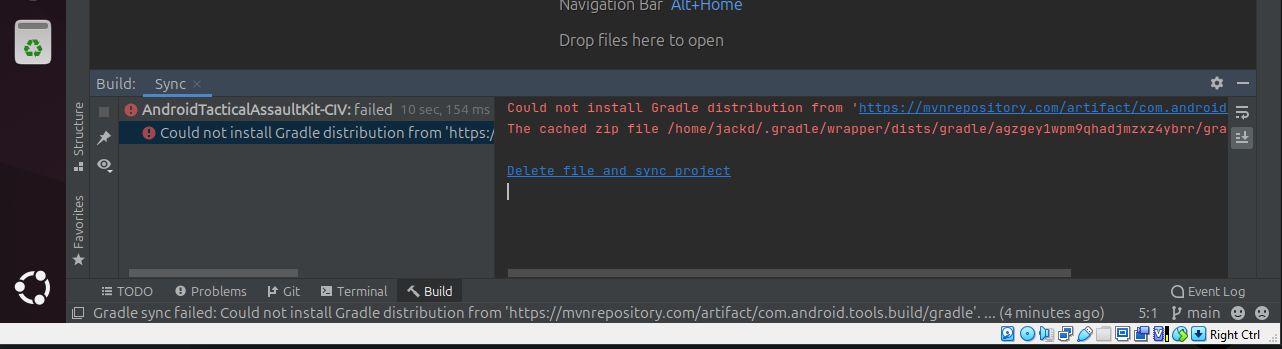 Navigation Bar Alt+Home
Drop files here to open
Build: Sync
AndroidTacticalAssaultKit-CIV: failed 10 sec, 154 ms
Could not install Gradle distribution from 'https:/
Could not install Gradle distribution from 'https://mvnrepository.com/artifact/com.android
The cached zip file /home/jackd/.gradle/wrapper/dists/gradle/agzgey1wpm9qhadjmzxz4ybrr/gra
Delete file and sync project
Structure
Favorites
TODO Problems Git Terminal Build Event Log
Gradle sync failed: Could not install Gradle distribution from 'https://mvnrepository.com/artifact/com.android.tools.build/gradle'. ... (4 minutes ago) 5:1 main
Right Ctrl